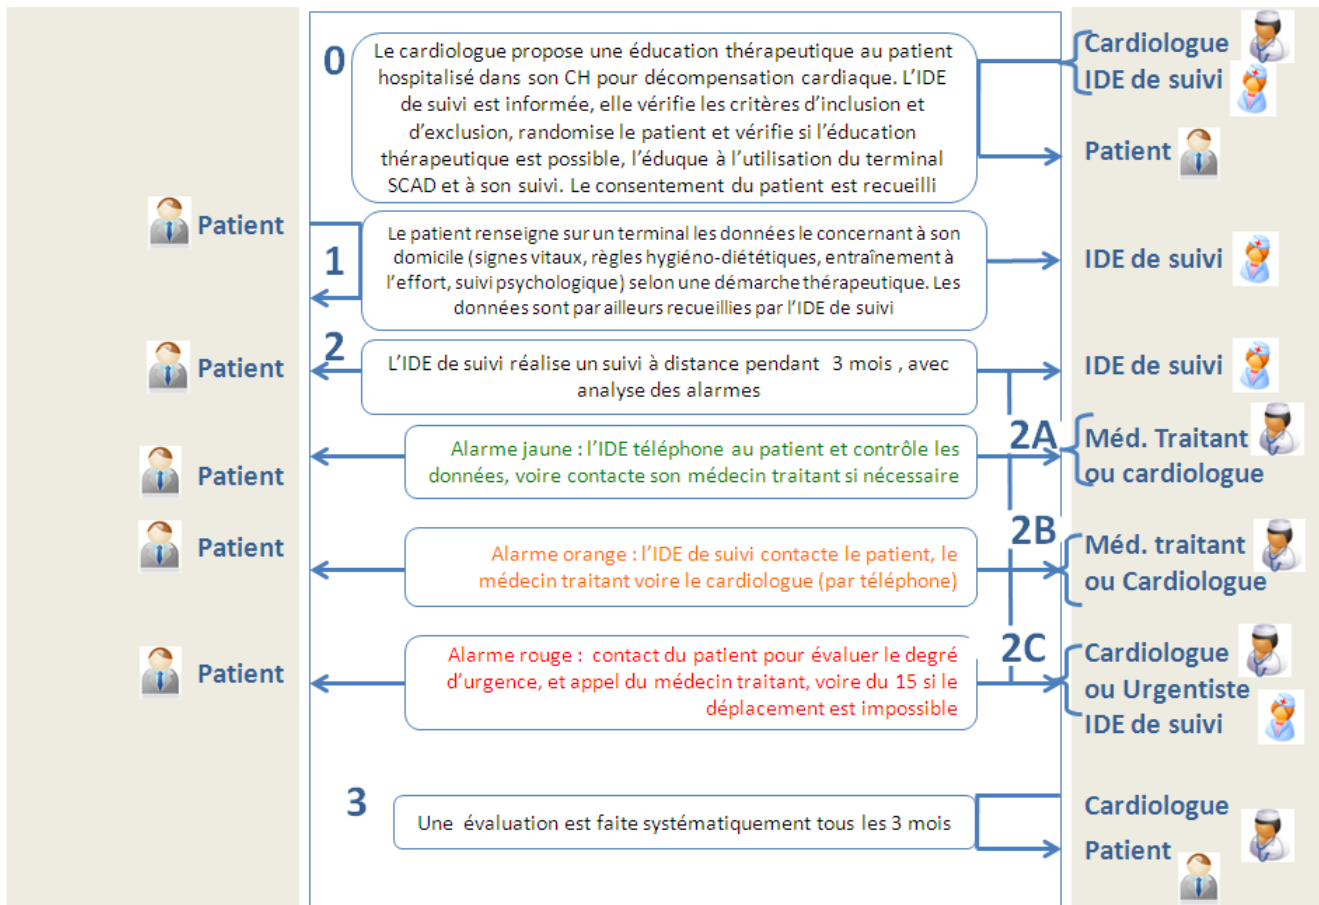 0
Le cardiologue propose une éducation thérapeutique au patient
hospitalisé dans son CH pour décompensation cardiaque. L’IDE
de suivi est informée, elle vérifie les critères d’inclusion et
d’exclusion, randomise le patient et vérifie si l’éducation
thérapeutique est possible, l’éduque à l’utilisation du terminal
SCAD et à son suivi. Le consentement du patient est recueilli
Cardiologue
IDE de suivi
Patient
Patient
1
Le patient renseigne sur un terminal les données le concernant à son
domicile (signes vitaux, règles hygiéno-diététiques, entraînement à
l’effort, suivi psychologique) selon une démarche thérapeutique. Les
données sont par ailleurs recueillies par l’IDE de suivi
IDE de suivi
Patient
2
L’IDE de suivi réalise un suivi à distance pendant 3 mois , avec
analyse des alarmes
IDE de suivi
Patient
Alarme jaune : l’IDE téléphone au patient et contrôle les
données, voire contacte son médecin traitant si nécessaire
2A
Méd. Traitant
ou cardiologue
Patient
Alarme orange : l’IDE de suivi contacte le patient, le
médecin traitant voire le cardiologue (par téléphone)
2B
Méd. traitant
ou Cardiologue
Patient
Alarme rouge : contact du patient pour évaluer le degré
d’urgence, et appel du médecin traitant, voire du 15 si le
déplacement est impossible
2C
Cardiologue
ou Urgentiste
IDE de suivi
3
Une évaluation est faite systématiquement tous les 3 mois
Cardiologue
Patient